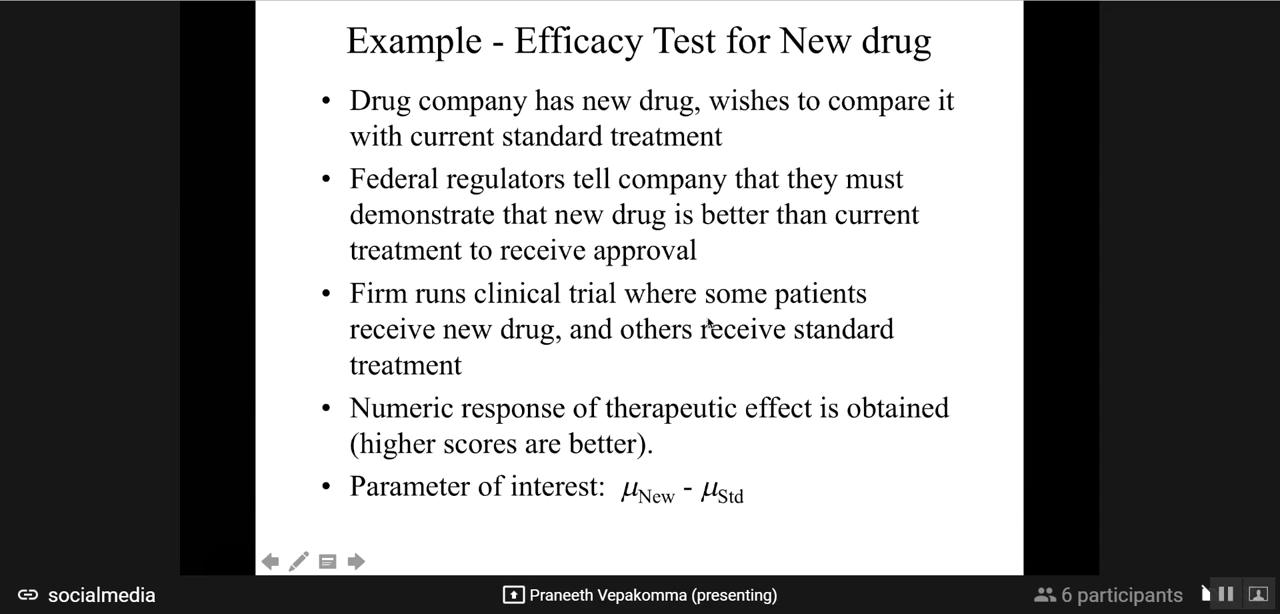 Example - Efficacy Test for New drug
• Drug company has new drug, wishes to compare it
with current standard treatment
• Federal regulators tell company that they must
demonstrate that new drug is better than current
treatment to receive approval
• Firm runs clinical trial where some patients
receive new drug, and others receive standard
treatment
• Numeric response of therapeutic effect is obtained
(higher scores are better).
• Parameter of interest: μNew - μStd
socialmedia
Praneeth Vepakomma (presenting)
6 participants